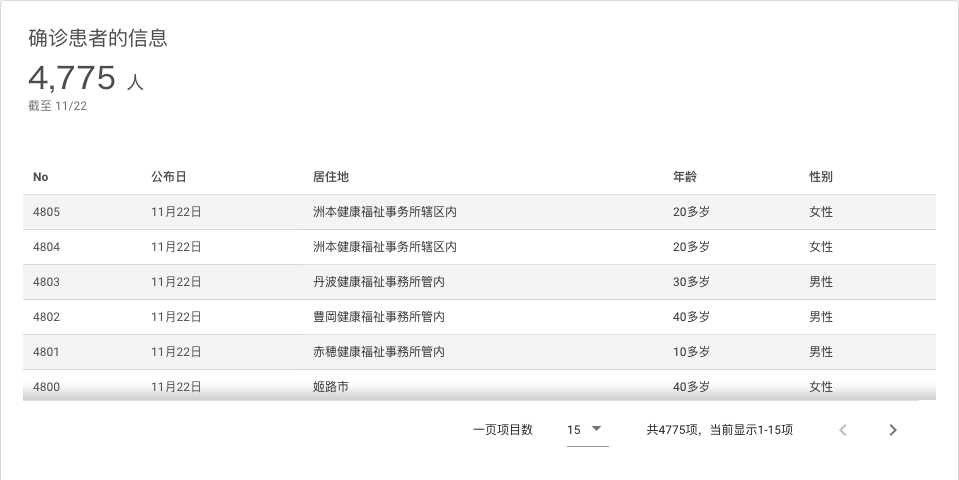 确诊患者的信息
4,775 人
截至 11/22
No 公布日 居住地 年龄 性别
4805 11月22日 洲本健康福祉事务所辖区内 20多岁 女性
4804 11月22日 洲本健康福祉事务所辖区内 20多岁 女性
4803 11月22日 丹波健康福祉事務所管内 30多岁 男性
4802 11月22日 豊岡健康福祉事務所管内 40多岁 男性
4801 11月22日 赤穂健康福祉事務所管内 10多岁 男性
4800 11月22日 姬路市 40多岁 女性
一页项目数 15 共4775项，当前显示1-15项